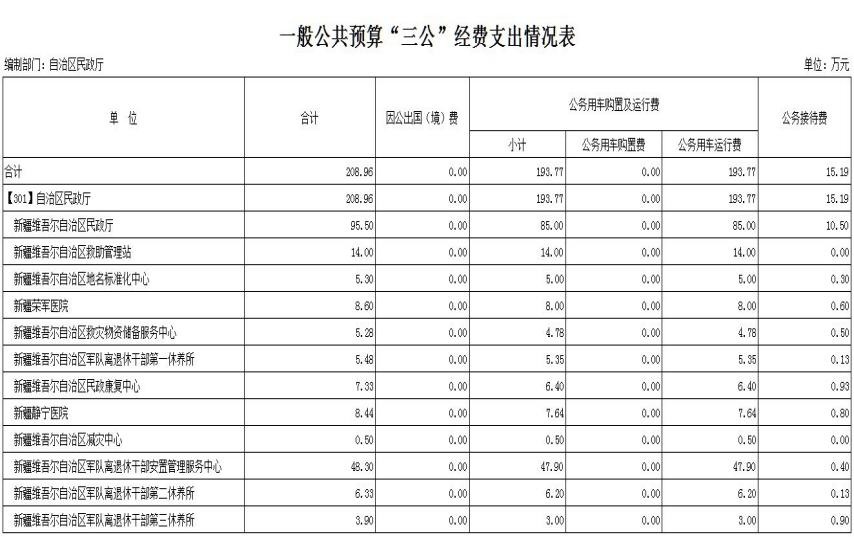 一般公共预算“三公”经费支出情况表
编制部门：自治区民政厅 单位：万元
单 位 合计 因公出国（境）费 公务用车购置及运行费 公务接待费
小计 公务用车购置费 公务用车运行费
合计 208.96 0.00 193.77 0.00 193.77 15.19
【301】自治区民政厅 208.96 0.00 193.77 0.00 193.77 15.19
新疆维吾尔自治区民政厅 95.50 0.00 85.00 0.00 85.00 10.50
新疆维吾尔自治区救助管理站 14.00 0.00 14.00 0.00 14.00 0.00
新疆维吾尔自治区地名标准化中心 5.30 0.00 5.00 0.00 5.00 0.30
新疆荣军医院 8.60 0.00 8.00 0.00 8.00 0.60
新疆维吾尔自治区救灾物资储备服务中心 5.28 0.00 4.78 0.00 4.78 0.50
新疆维吾尔自治区军队离退休干部第一休养所 5.48 0.00 5.35 0.00 5.35 0.13
新疆维吾尔自治区民政康复中心 7.33 0.00 6.40 0.00 6.40 0.93
新疆静宁医院 8.44 0.00 7.64 0.00 7.64 0.80
新疆维吾尔自治区减灾中心 0.50 0.00 0.50 0.00 0.50 0.00
新疆维吾尔自治区军队离退休干部安置管理服务中心 48.30 0.00 47.90 0.00 47.90 0.40
新疆维吾尔自治区军队离退休干部第二休养所 6.33 0.00 6.20 0.00 6.20 0.13
新疆维吾尔自治区军队离退休干部第三休养所 3.90 0.00 3.00 0.00 3.00 0.90